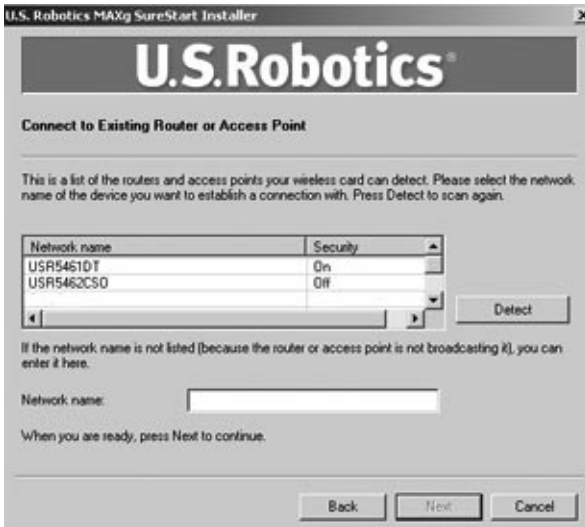 U.S. Robotics MAXg SureStart Installer
U.S.Robotics®
Connect to Existing Router or Access Point
This is a list of the routers and access points your wireless card can detect. Please select the network
name of the device you want to establish a connection with. Press Detect to scan again.
Network name Security
USR5461DT On
USR5462CSO Off
Detect
If the network name is not listed (because the router or access point is not broadcasting it), you can
enter it here.
Network name:
When you are ready, press Next to continue.
Back Next Cancel